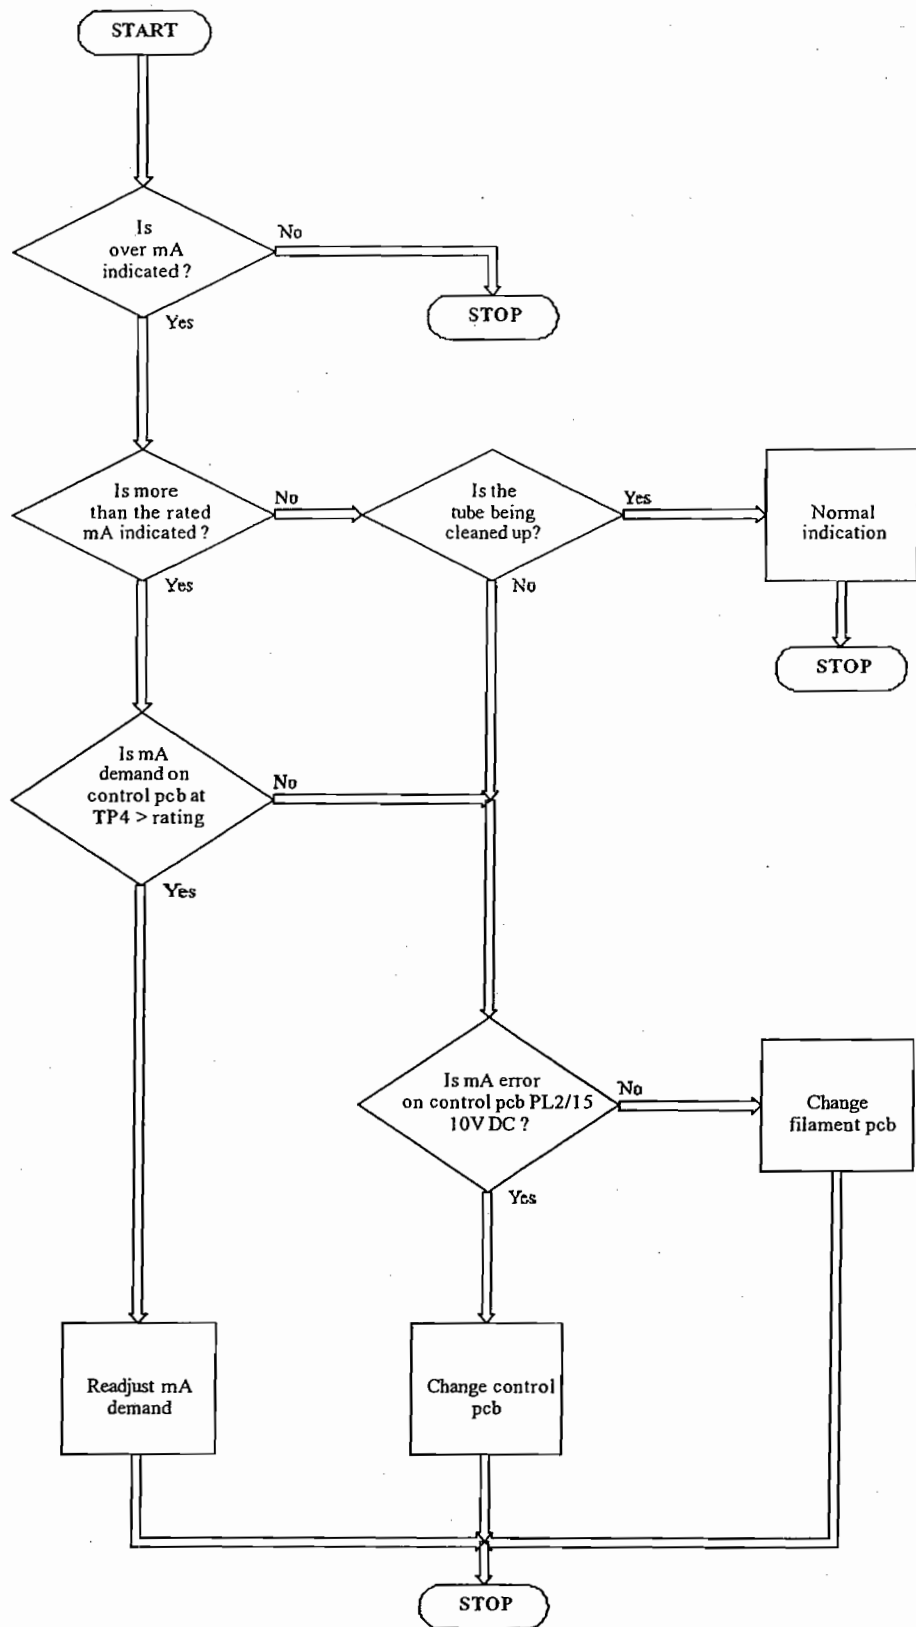 START
Is
over mA
indicated ?
No
STOP
Yes
Is more
than the rated
mA indicated ?
No
Is the
tube being
cleaned up?
Yes
Normal
indication
Yes
No
STOP
Is mA
demand on
control pcb at
TP4 > rating
No
Yes
Is mA error
on control pcb PL2/15
10V DC ?
No
Change
filament pcb
Yes
Readjust mA
demand
Change control
pcb
STOP